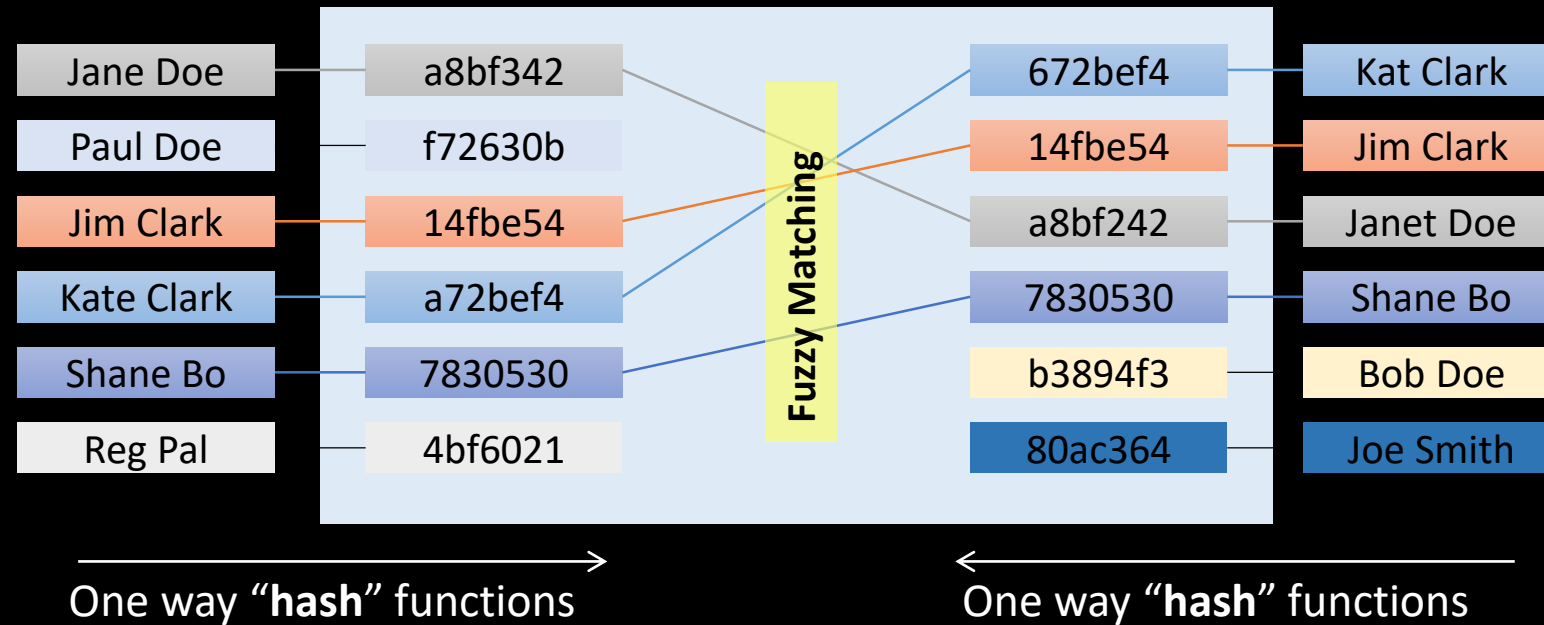 Jane Doe
a8bf342
672bef4
Kat Clark
Paul Doe
f72630b
14fbe54
Jim Clark
Jim Clark
14fbe54
a8bf242
Janet Doe
Kate Clark
a72bef4
7830530
Shane Bo
Shane Bo
7830530
b3894f3
Bob Doe
Reg Pal
4bf6021
80ac364
Joe Smith
Fuzzy Matching
One way “hash” functions
One way “hash” functions